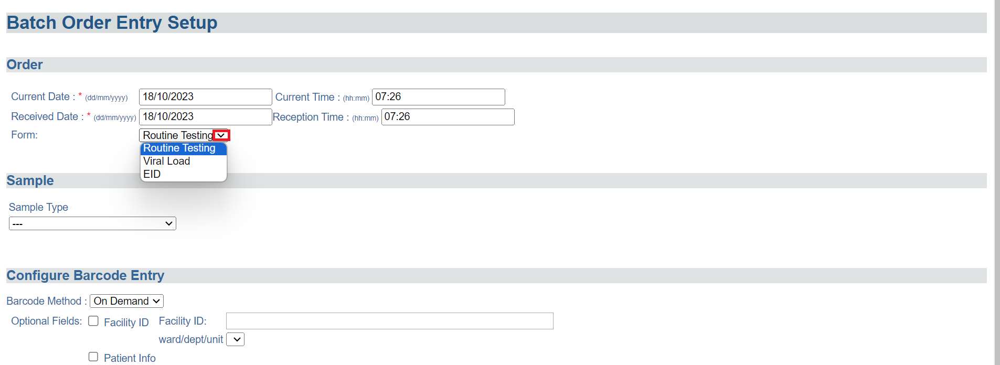 Batch Order Entry Setup
Order
Current Date : * (dd/mm/yyyy) 18/10/2023 Current Time : (hh:mm) 07:26
Received Date : * (dd/mm/yyyy) 18/10/2023 Reception Time : (hh:mm) 07:26
Form: Routine Testing
Routine Testing
Viral Load
EID
Sample
Sample Type
---
Configure Barcode Entry
Barcode Method : On Demand
Optional Fields: Facility ID Facility ID:
ward/dept/unit
Patient Info